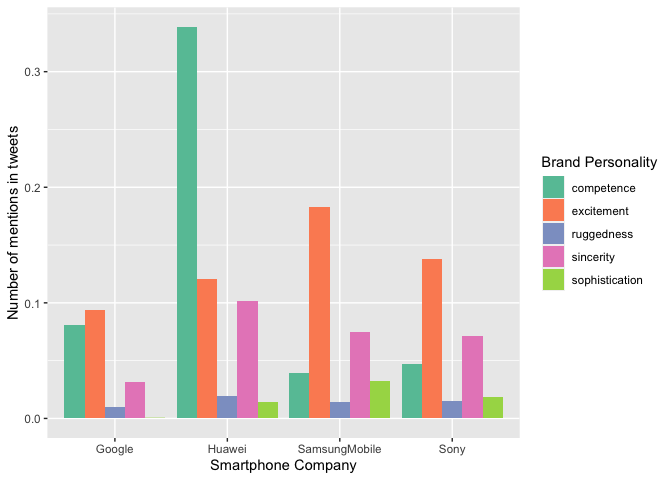 Number of mentions in tweets
0.3
0.2
0.1
0.0
Google Huawei SamsungMobile Sony
Smartphone Company
Brand Personality
competence
excitement
ruggedness
sincerity
sophistication